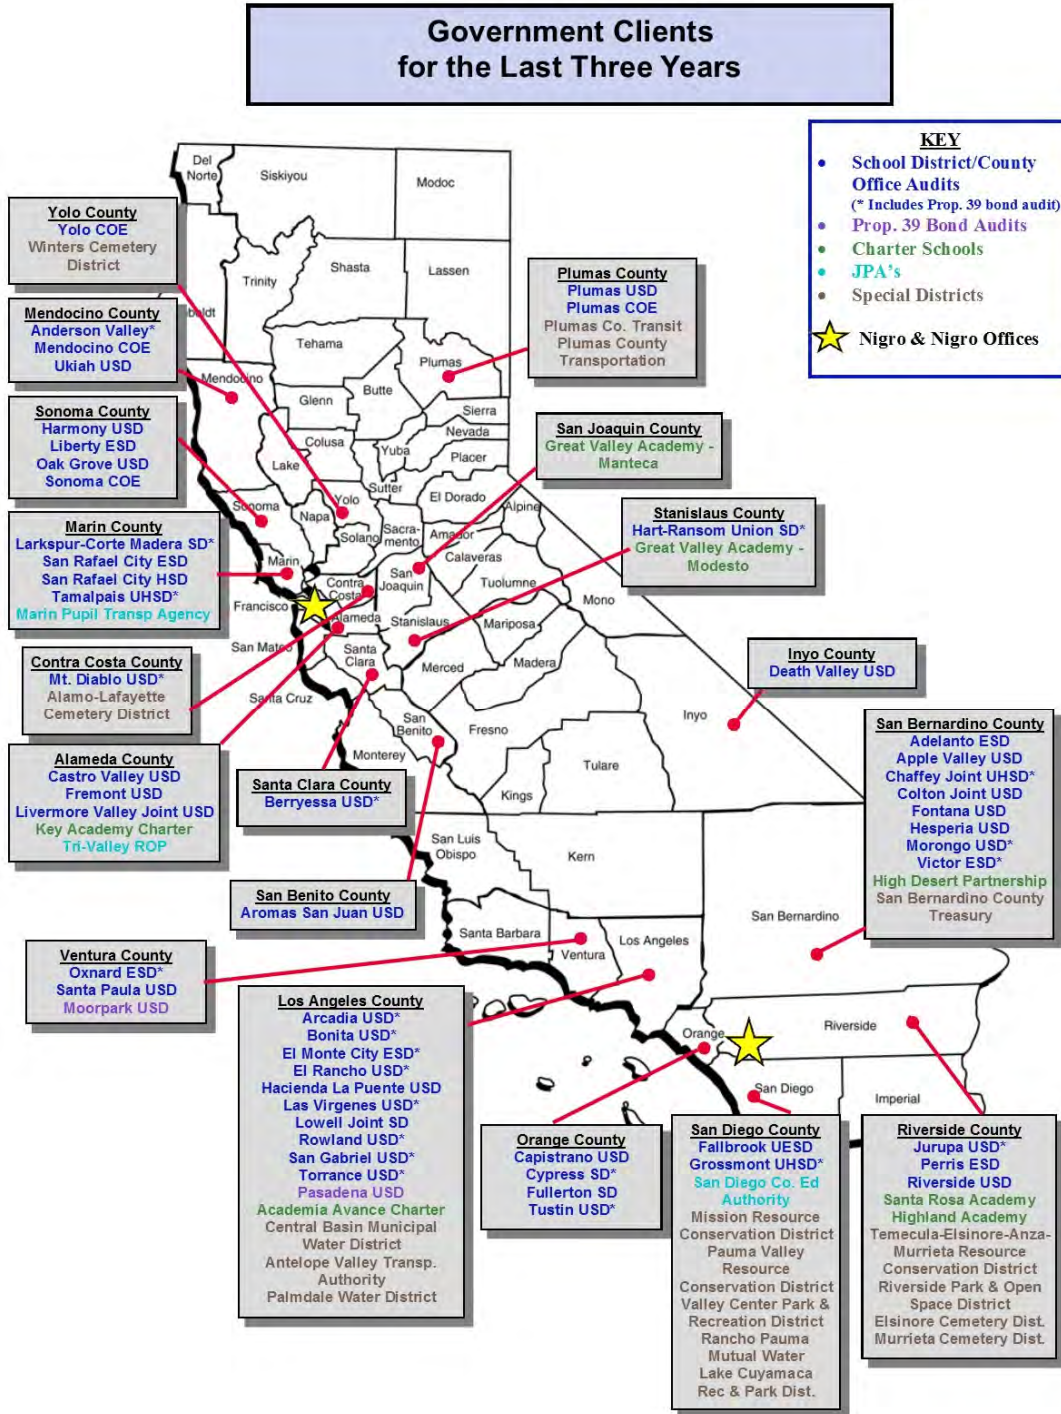 Government Clients
for the Last Three Years
KEY
• School District/County
Office Audits
(* Includes Prop. 39 bond audit)
• Prop. 39 Bond Audits
• Charter Schools
• JPA's
• Special Districts
Nigro & Nigro Offices
Del
Norte
Siskiyou
Modoc
Trinity
Shasta
Lassen
Tehama
Plumas
Mendocino
Glenn
Butte
Sierra
Colusa
Nevada
Yuba
Placer
Lake
Sutter
El Dorado
Yolo
Sonoma
Napa
Alpine
Sacra-
mento
Amador
Solano
Calaveras
Marin
Contra
Costa
San
Joaquin
Tuolumne
Mono
Francisco
Alameda
Stanislaus
Mariposa
San Mateo
Santa
Clara
Merced
Madera
Santa Cruz
San
Benito
Fresno
Inyo
Monterey
Tulare
Kings
San Luis
Obispo
Kern
San Bernardino
Santa Barbara
Ventura
Los Angeles
Orange
Riverside
San Diego
Imperial
Yolo County
Yolo COE
Winters Cemetery
District
Mendocino County
Anderson Valley*
Mendocino COE
Ukiah USD
Sonoma County
Harmony USD
Liberty ESD
Oak Grove USD
Sonoma COE
Marin County
Larkspur-Corte Madera SD*
San Rafael City ESD
San Rafael City HSD
Tamalpais UHSD*
Marin Pupil Transp Agency
Contra Costa County
Mt. Diablo USD*
Alamo-Lafayette
Cemetery District
Alameda County
Castro Valley USD
Fremont USD
Livermore Valley Joint USD
Key Academy Charter
Tri-Valley ROP
Plumas County
Plumas USD
Plumas COE
Plumas Co. Transit
Plumas County
Transportation
San Joaquin County
Great Valley Academy -
Manteca
Stanislaus County
Hart-Ransom Union SD*
Great Valley Academy -
Modesto
Inyo County
Death Valley USD
Santa Clara County
Berryessa USD*
San Benito County
Aromas San Juan USD
San Bernardino County
Adelanto ESD
Apple Valley USD
Chaffey Joint UHSD*
Colton Joint USD
Fontana USD
Hesperia USD
Morongo USD*
Victor ESD*
High Desert Partnership
San Bernardino County
Treasury
Ventura County
Oxnard ESD*
Santa Paula USD
Moorpark USD
Los Angeles County
Arcadia USD*
Bonita USD*
El Monte City ESD*
El Rancho USD*
Hacienda La Puente USD
Las Virgenes USD*
Lowell Joint SD
Rowland USD*
San Gabriel USD*
Torrance USD*
Pasadena USD
Academia Avance Charter
Central Basin Municipal
Water District
Antelope Valley Transp.
Authority
Palmdale Water District
Orange County
Capistrano USD
Cypress SD*
Fullerton SD
Tustin USD*
San Diego County
Fallbrook UESD
Grossmont UHSD*
San Diego Co. Ed
Authority
Mission Resource
Conservation District
Pauma Valley
Resource
Conservation District
Valley Center Park &
Recreation District
Rancho Pauma
Mutual Water
Lake Cuyamaca
Rec & Park Dist.
Riverside County
Jurupa USD*
Perris ESD
Riverside USD
Santa Rosa Academy
Highland Academy
Temecula-Elsinore-Anza-
Murrieta Resource
Conservation District
Riverside Park & Open
Space District
Elsinore Cemetery Dist.
Murrieta Cemetery Dist.